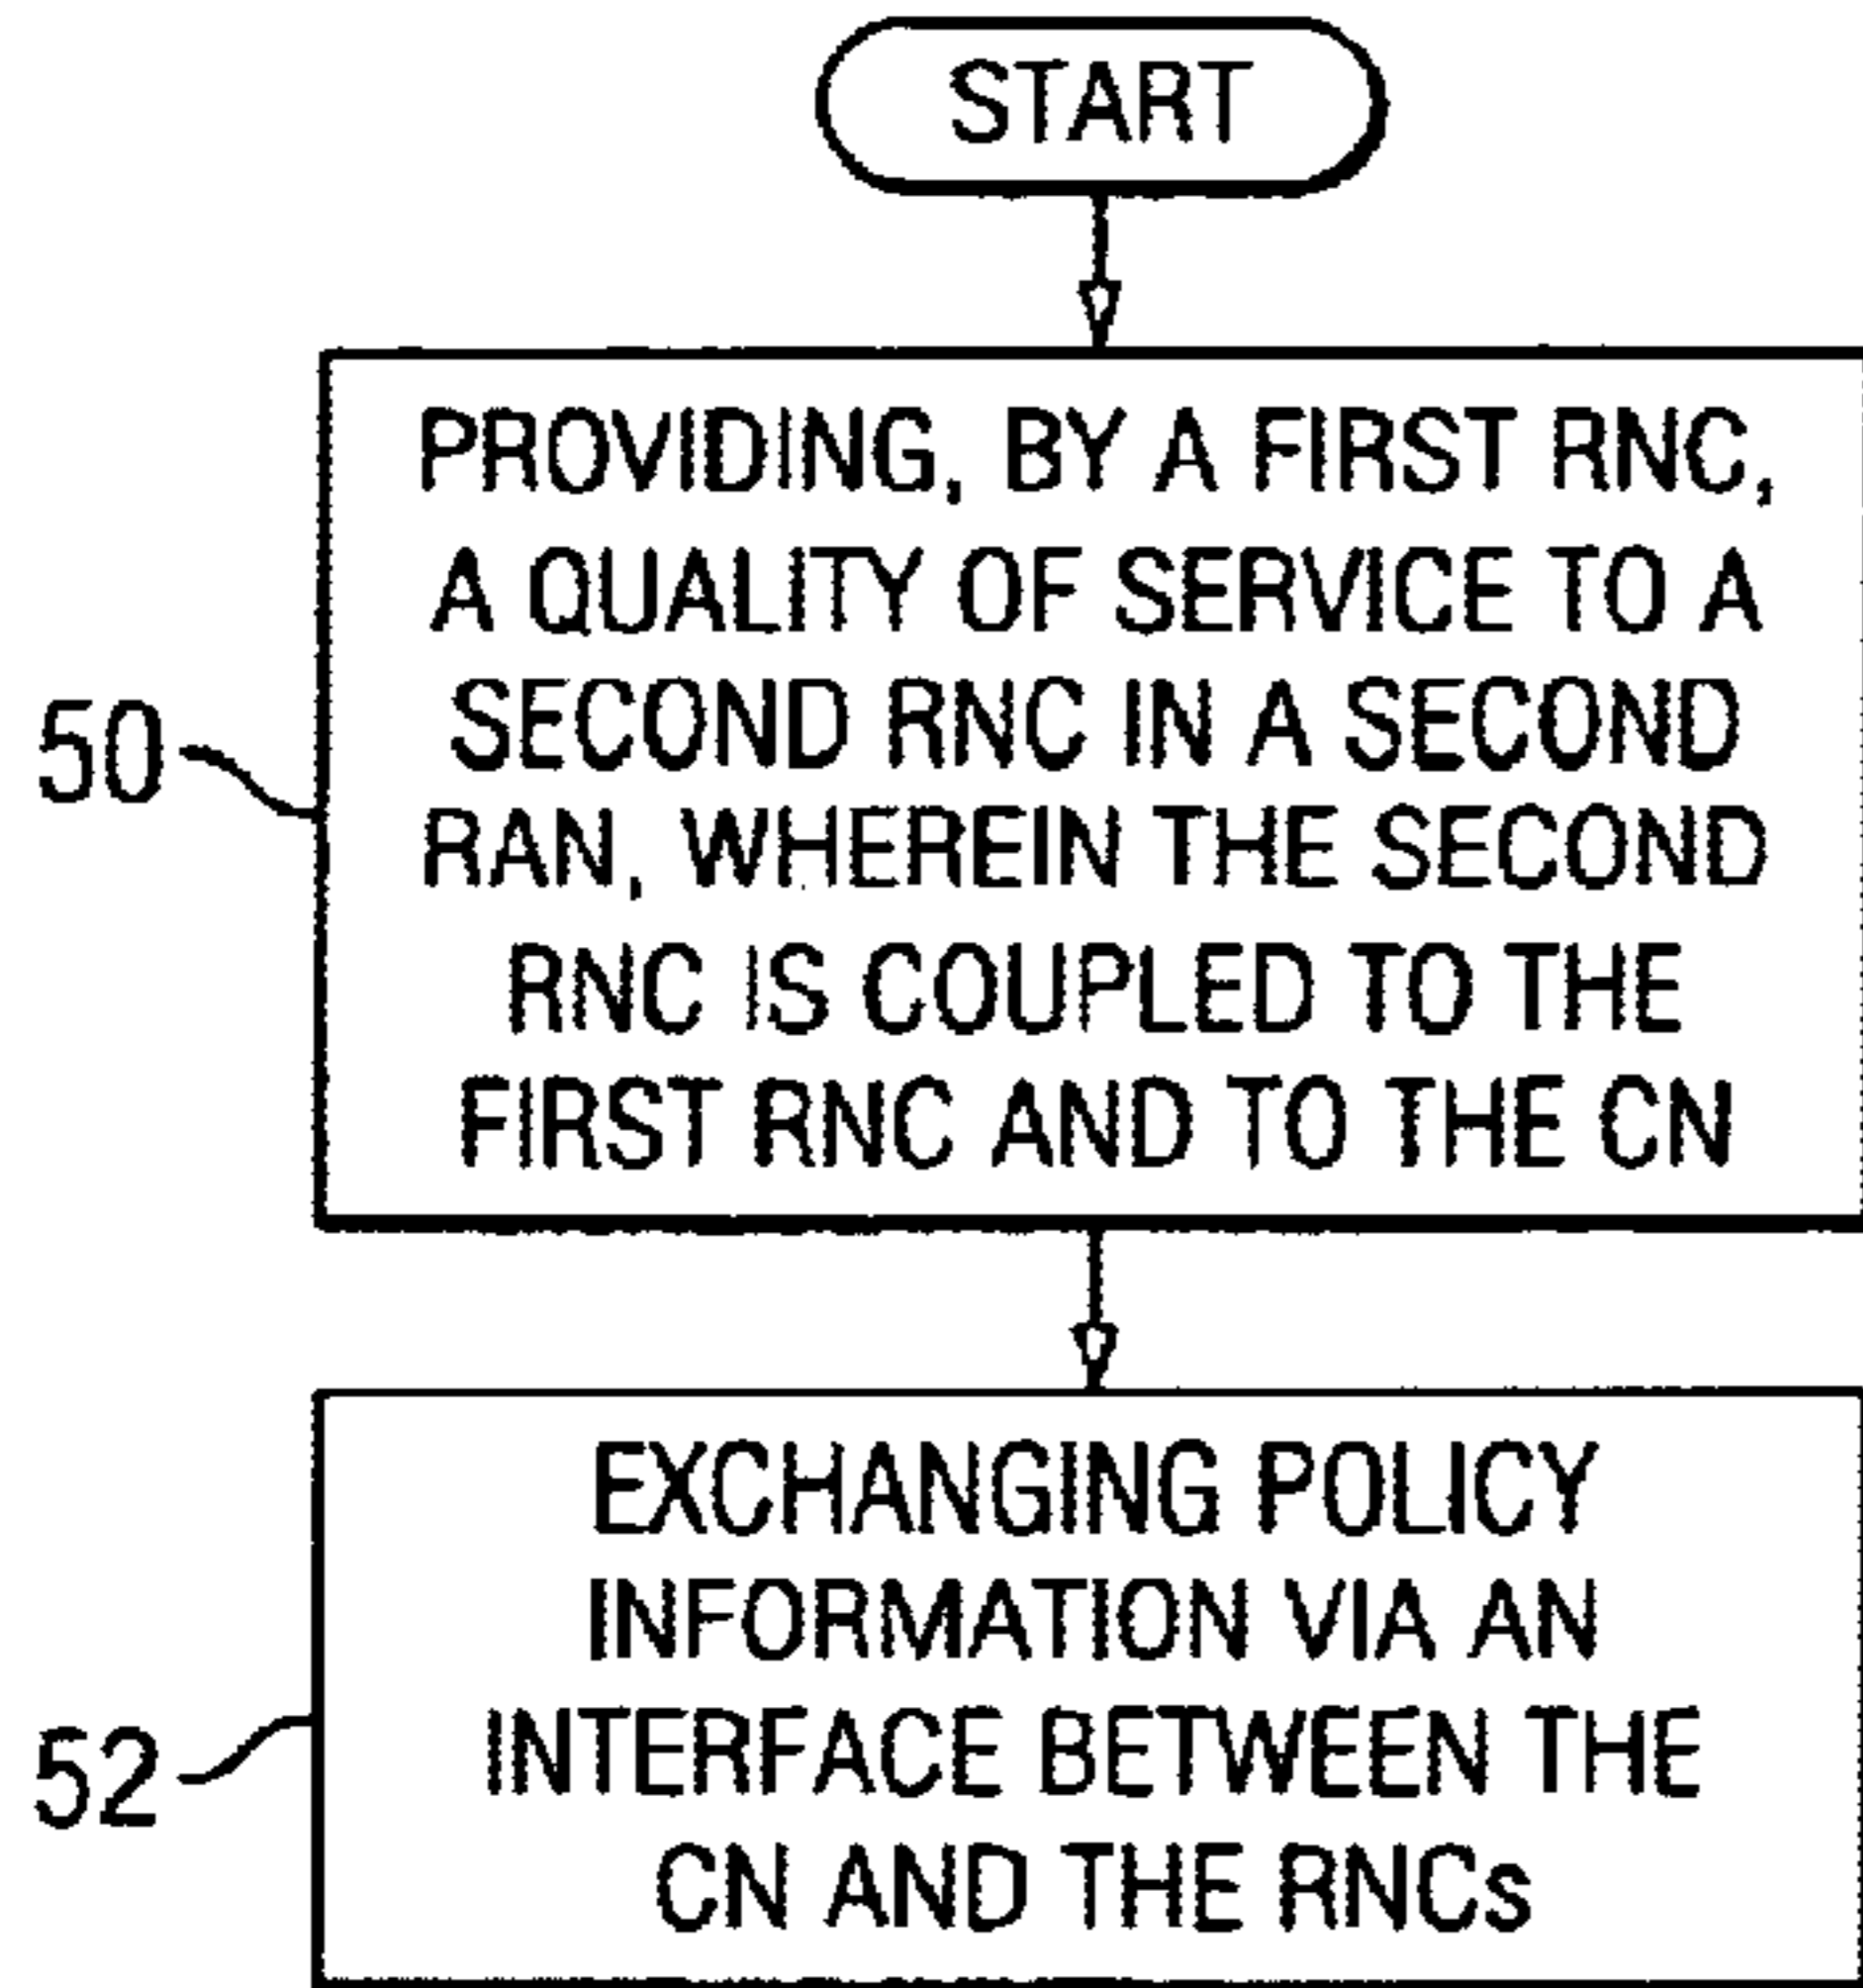 START
PROVIDING, BY A FIRST RNC,
A QUALITY OF SERVICE TO A
SECOND RNC IN A SECOND
RAN, WHEREIN THE SECOND
RNC IS COUPLED TO THE
FIRST RNC AND TO THE CN
50
EXCHANGING POLICY
INFORMATION VIA AN
INTERFACE BETWEEN THE
CN AND THE RNCs
52